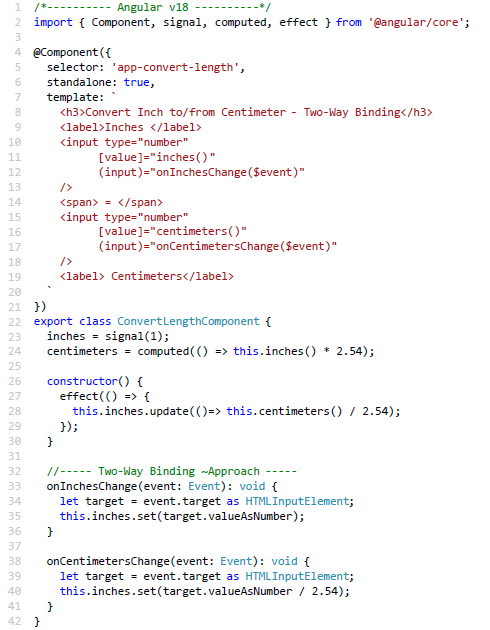 1 /*---------- Angular v18 ----------*/
2 import { Component, signal, computed, effect } from '@angular/core';
3
4 @Component({
5   selector: 'app-convert-length',
6   standalone: true,
7   template: `
8     <h3>Convert Inch to/from Centimeter - Two-Way Binding</h3>
9     <label>Inches </label>
10     <input type="number"
11           [value]="inches()"
12           (input)="onInchesChange($event)"
13     />
14     <span> = </span>
15     <input type="number"
16           [value]="centimeters()"
17           (input)="onCentimetersChange($event)"
18     />
19     <label> Centimeters</label>
20   `
21 })
22 export class ConvertLengthComponent {
23   inches = signal(1);
24   centimeters = computed(() => this.inches() * 2.54);
25
26   constructor() {
27     effect(() => {
28       this.inches.update(()=> this.centimeters() / 2.54);
29     });
30   }
31
32   //----- Two-Way Binding ~Approach -----
33   onInchesChange(event: Event): void {
34     let target = event.target as HTMLInputElement;
35     this.inches.set(target.valueAsNumber);
36   }
37
38   onCentimetersChange(event: Event): void {
39     let target = event.target as HTMLInputElement;
40     this.inches.set(target.valueAsNumber / 2.54);
41   }
42 }